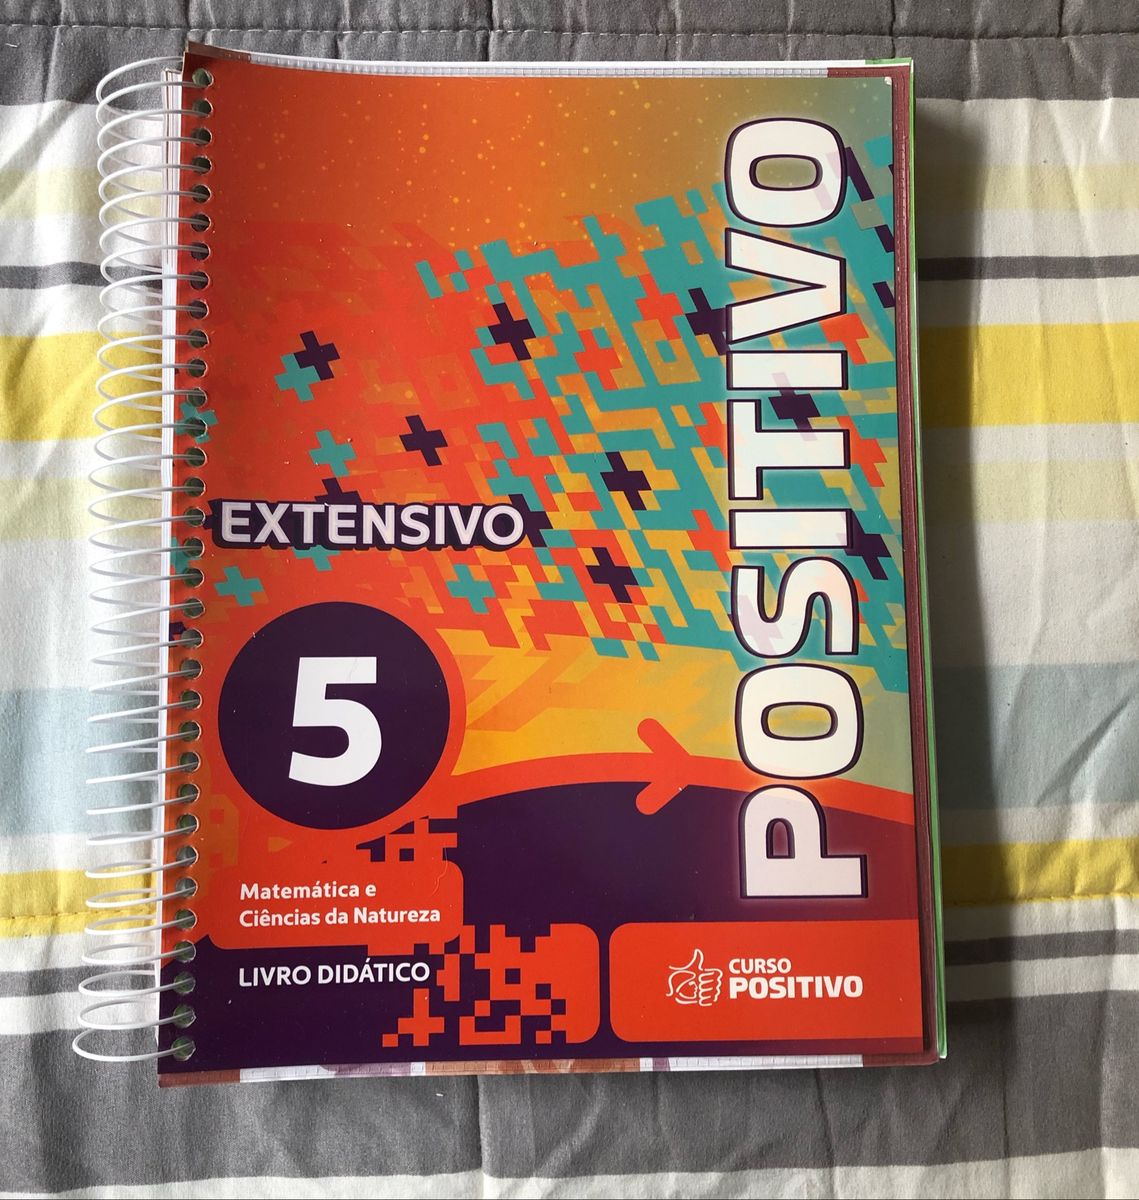 POSITIVO
EXTENSIVO
5
Matemática e
Ciências da Natureza
LIVRO DIDÁTICO
CURSO
POSITIVO